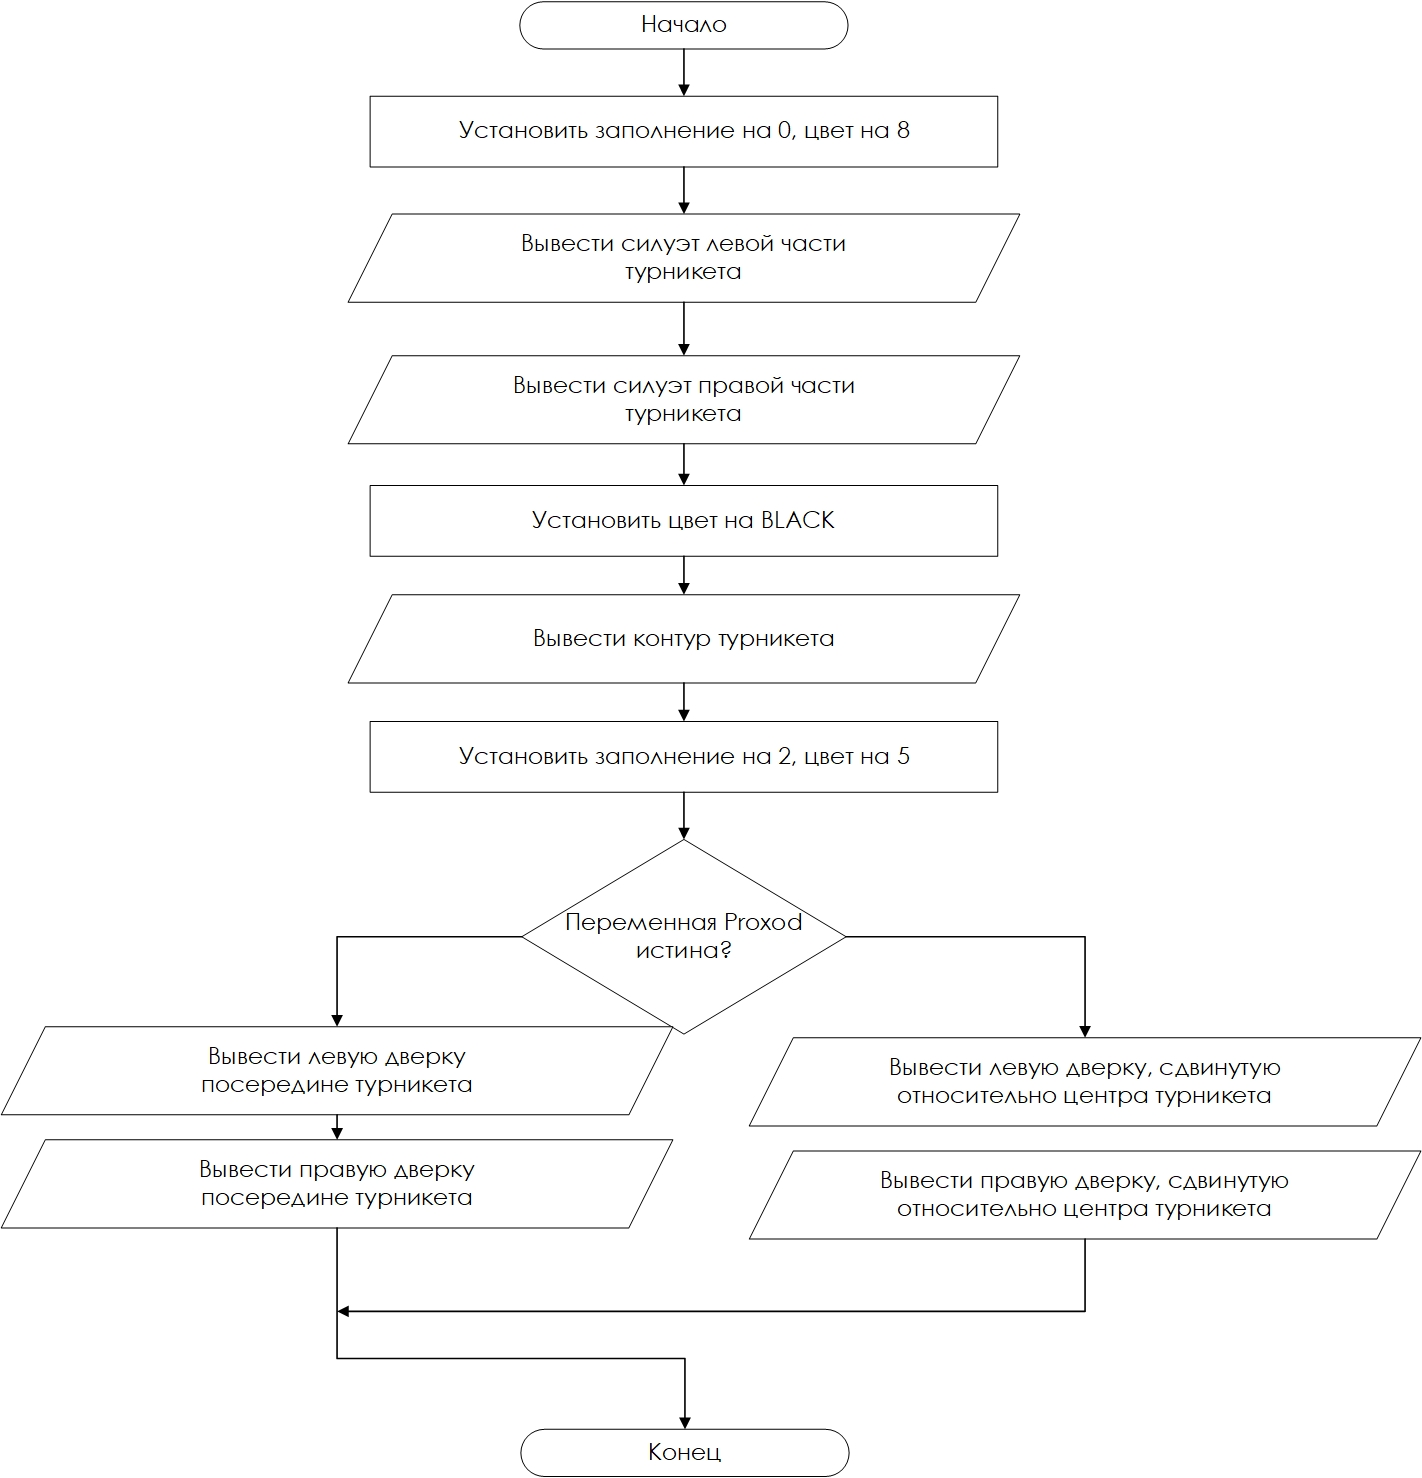 Начало
Установить заполнение на 0, цвет на 8
Вывести силуэт левой части
турникета
Вывести силуэт правой части
турникета
Установить цвет на BLACK
Вывести контур турникета
Установить заполнение на 2, цвет на 5
Переменная Proxod
истина?
Вывести левую дверку
посередине турникета
Вывести правую дверку
посередине турникета
Вывести левую дверку, сдвинутую
относительно центра турникета
Вывести правую дверку, сдвинутую
относительно центра турникета
Конец